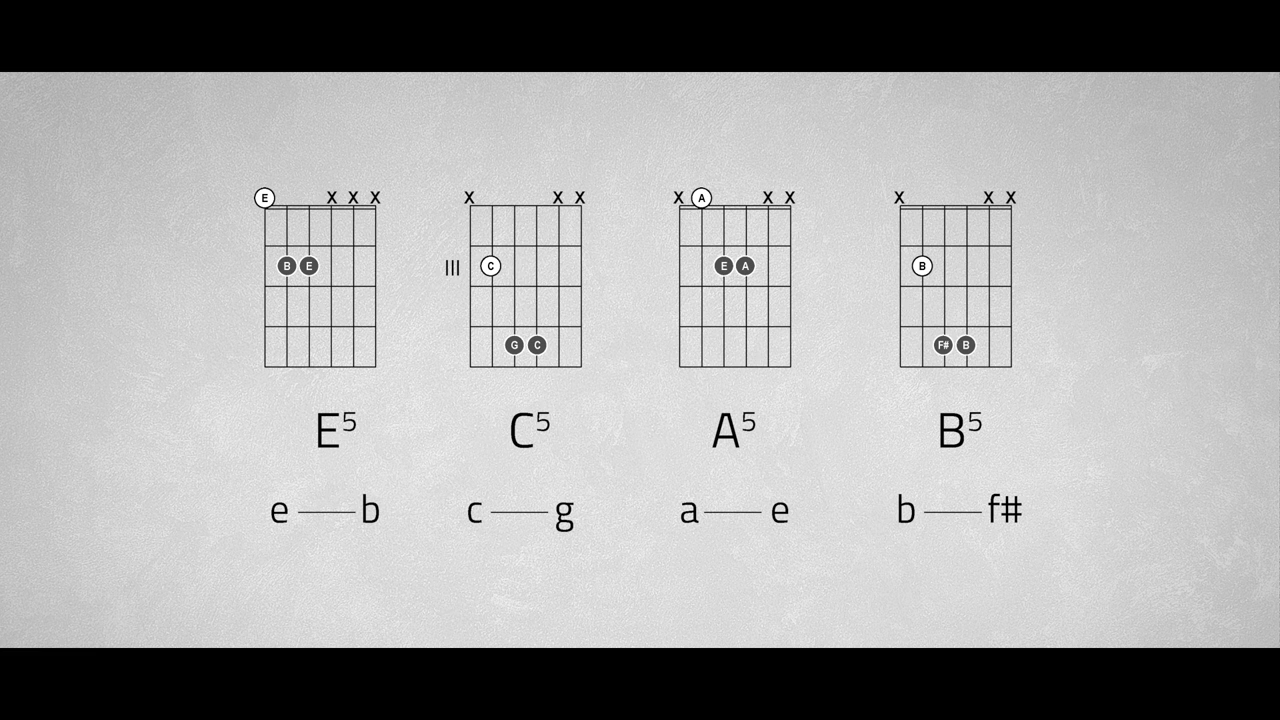 E X X X X X X X A X X X X X
B E III C E A B
G C F# B
E5 C5 A5 B5
e b c g a e b f#